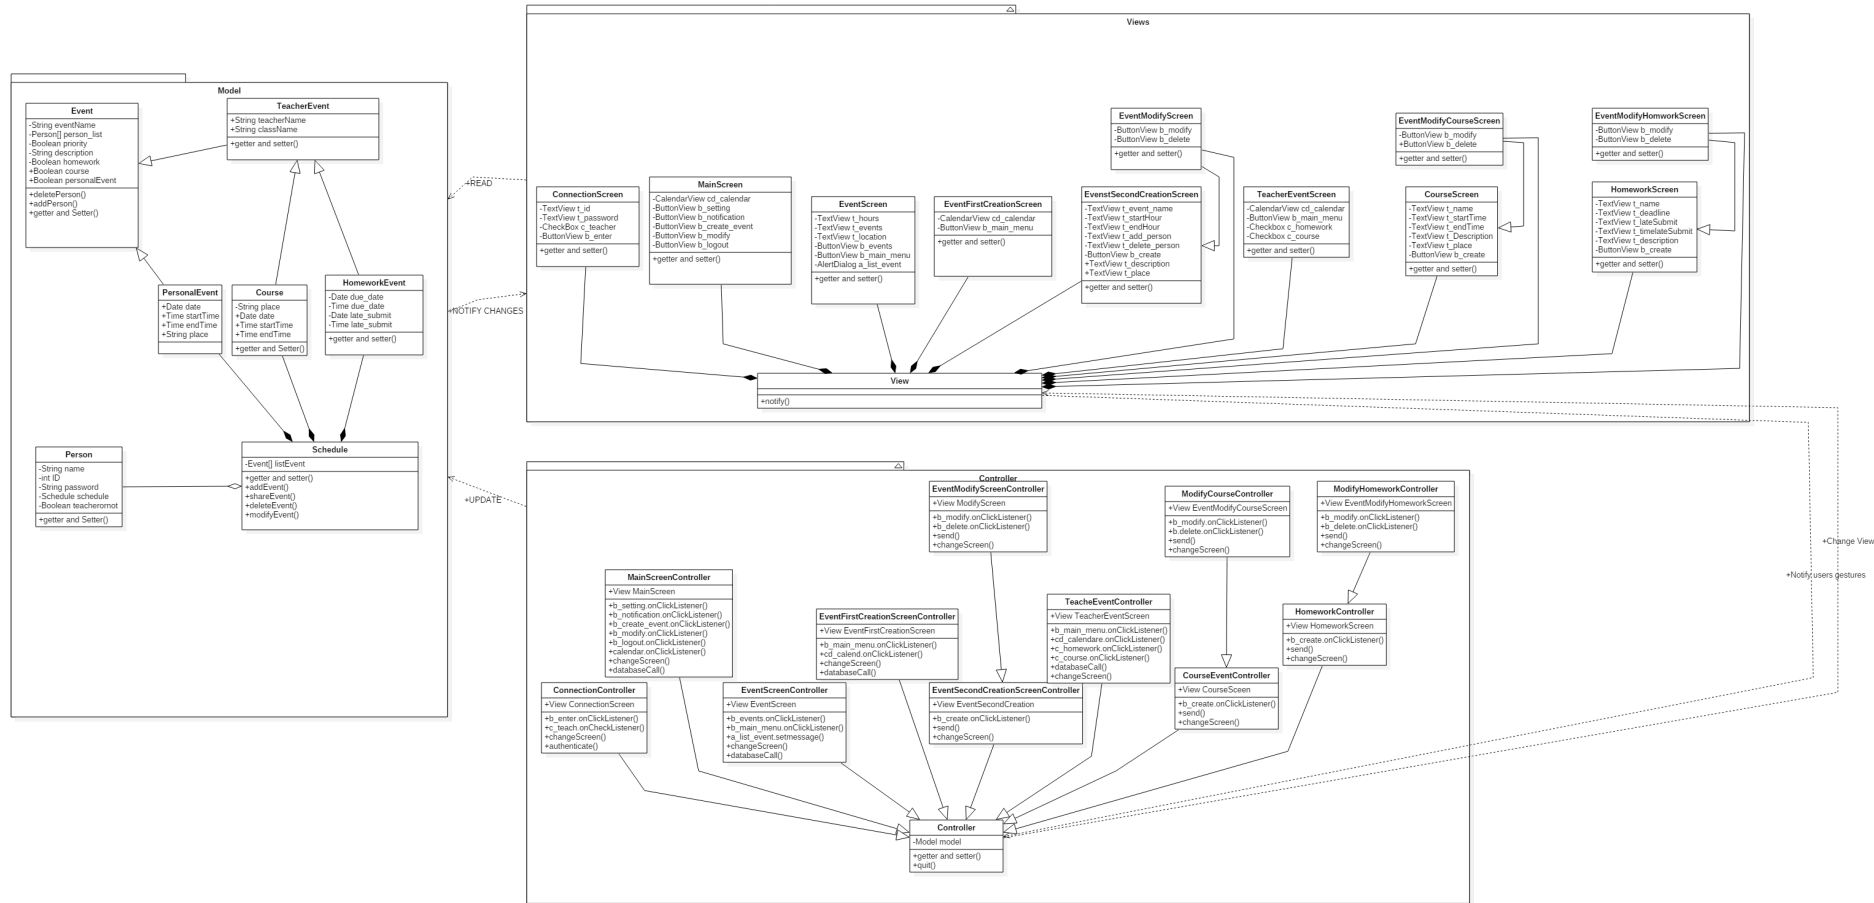 Model
Event
-String eventName
-Person[] person_list
-Boolean priority
-String description
-Boolean homework
-Boolean course
+Boolean personalEvent
+deletePerson()
+addPerson()
+getter and Setter()
TeacherEvent
+String teacherName
+String className
+getter and setter()
PersonalEvent
+Date date
+Time startTime
+Time endTime
+String place
Course
-String place
+Date date
+Time startTime
+Time endTime
+getter and Setter()
HomeworkEvent
-Date due_date
-Time due_date
-Date late_submit
-Time late_submit
+getter and setter()
Person
-String name
-int ID
-String password
-Schedule schedule
-Boolean teacherornot
+getter and Setter()
Schedule
-Event[] listEvent
+getter and setter()
+addEvent()
+shareEvent()
+deleteEvent()
+modifyEvent()
+READ
+NOTIFY CHANGES
+UPDATE
Views
ConnectionScreen
-TextView t_id
-TextView t_password
-CheckBox c_teacher
-ButtonView b_enter
+getter and setter()
MainScreen
-CalendarView cd_calendar
-ButtonView b_setting
-ButtonView b_notification
-ButtonView b_create_event
-ButtonView b_modify
-ButtonView b_logout
+getter and setter()
EventScreen
-TextView t_hours
-TextView t_events
-TextView t_location
-ButtonView b_events
-ButtonView b_main_menu
-AlertDialog a_list_event
+getter and setter()
EventFirstCreationScreen
-CalendarView cd_calendar
-ButtonView b_main_menu
+getter and setter()
EventModifyScreen
-ButtonView b_modify
-ButtonView b_delete
+getter and setter()
EvenstSecondCreationScreen
-TextView t_event_name
-TextView t_startHour
-TextView t_endHour
-TextView t_add_person
-TextView t_delete_person
-ButtonView b_create
+TextView t_description
+TextView t_place
+getter and setter()
TeacherEventScreen
-CalendarView cd_calendar
-ButtonView b_main_menu
-Checkbox c_homework
-Checkbox c_course
+getter and setter()
EventModifyCourseScreen
-ButtonView b_modify
+ButtonView b_delete
+getter and setter()
CourseScreen
-TextView t_name
-TextView t_startTime
-TextView t_endTime
-TextView t_Description
-TextView t_place
-ButtonView b_create
+getter and setter()
EventModifyHomworkScreen
-ButtonView b_modify
-ButtonView b_delete
+getter and setter()
HomeworkScreen
-TextView t_name
-TextView t_deadline
-TextView t_lateSubmit
-TextView t_timelateSubmit
-TextView t_description
-ButtonView b_create
+getter and setter()
View
+notify()
Controller
EventModifyScreenController
+View ModifyScreen
+b_modify.onClickListener()
+b_delete.onClickListener()
+send()
+changeScreen()
ModifyCourseController
+View EventModifyCourseScreen
+b_modify.onClickListener()
+b.delete.onClickListener()
+send()
+changeScreen()
ModifyHomeworkController
+View EventModifyHomeworkScreen
+b_modify.onClickListener()
+b_delete.onClickListener()
+send()
+changeScreen()
MainScreenController
+View MainScreen
+b_setting.onClickListener()
+b_notification.onClickListener()
+b_create_event.onClickListener()
+b_modify.onClickListener()
+b_logout.onClickListener()
+calendar.onClickListener()
+changeScreen()
+databaseCall()
EventFirstCreationScreenController
+View EventFirstCreationScreen
+b_main_menu.onClickListener()
+cd_calend.onClickListener()
+changeScreen()
+databaseCall()
TeacheEventController
+View TeacherEventScreen
+b_main_menu.onClickListener()
+cd_calendare.onClickListener()
+c_homework.onClickListener()
+c_course.onClickListener()
+databaseCall()
+changeScreen()
HomeworkController
+View HomeworkScreen
+b_create.onClickListener()
+send()
+changeScreen()
ConnectionController
+View ConnectionScreen
+b_enter.onClickListener()
+c_teach.onCheckListener()
+changeScreen()
+authenticate()
EventScreenController
+View EventScreen
+b_events.onClickListener()
+b_main_menu.onClickListener()
+a_list_event.setmessage()
+changeScreen()
+databaseCall()
EventSecondCreationScreenController
+View EventSecondCreation
+b_create.onClickListener()
+send()
+changeScreen()
CourseEventController
+View CourseSceen
+b_create.onClickListener()
+send()
+changeScreen()
Controller
-Model model
+getter and setter()
+quit()
+Change View
+Notify users gestures